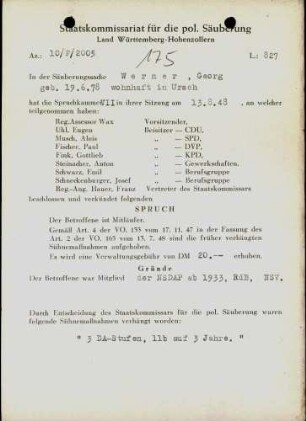 Staatskommissariat für die pol. Säuberung
Land Württemberg-Hohenzollern
Az.: 10/P/2005
175
L.: 827
In der Säuberungssache Werner , Georg
geb. 19.6.78 wohnhaft in Urach
hat die Spruchkammer VII in ihrer Sitzung am 13.8.48 , an welcher
teilgenommen haben:
Reg.Assesor Wax Vorsitzender,
Ukl. Eugen Beisitzer — CDU,
Musch, Alois „ — SPD,
Fischer, Paul „ — DVP,
Fink, Gottlieb „ — KPD,
Steinacher, Anton „ — Gewerkschaften.
Schwarz, Emil „ — Berufsgruppe
Schneckenberger, Josef „ — Berufsgruppe
Reg.-Aug. Hauer, Franz Vertreter des Staatskommissars
beschlossen und verkündet folgenden
SPRUCH
Der Betroffene ist Mitläufer.
Gemäß Art. 4 der VO. 133 vom 17. 11. 47 in der Fassung des
Art. 2 der VO. 165 vom 13. 7. 48 sind die früher verhängten
Sühnemaßnahmen aufgehoben.
Es wird eine Verwaltungsgebühr von DM 20.-- erhoben.
Gründe
Der Betroffene war Mitglied der NSDAP ab 1933, RdB, NSV.
Durch Entscheidung des Staatskommissars für die pol. Säuberung waren
folgende Sühnemaßnahmen verhängt worden:
" 3 DA-Stufen, 11b auf 3 Jahre. "